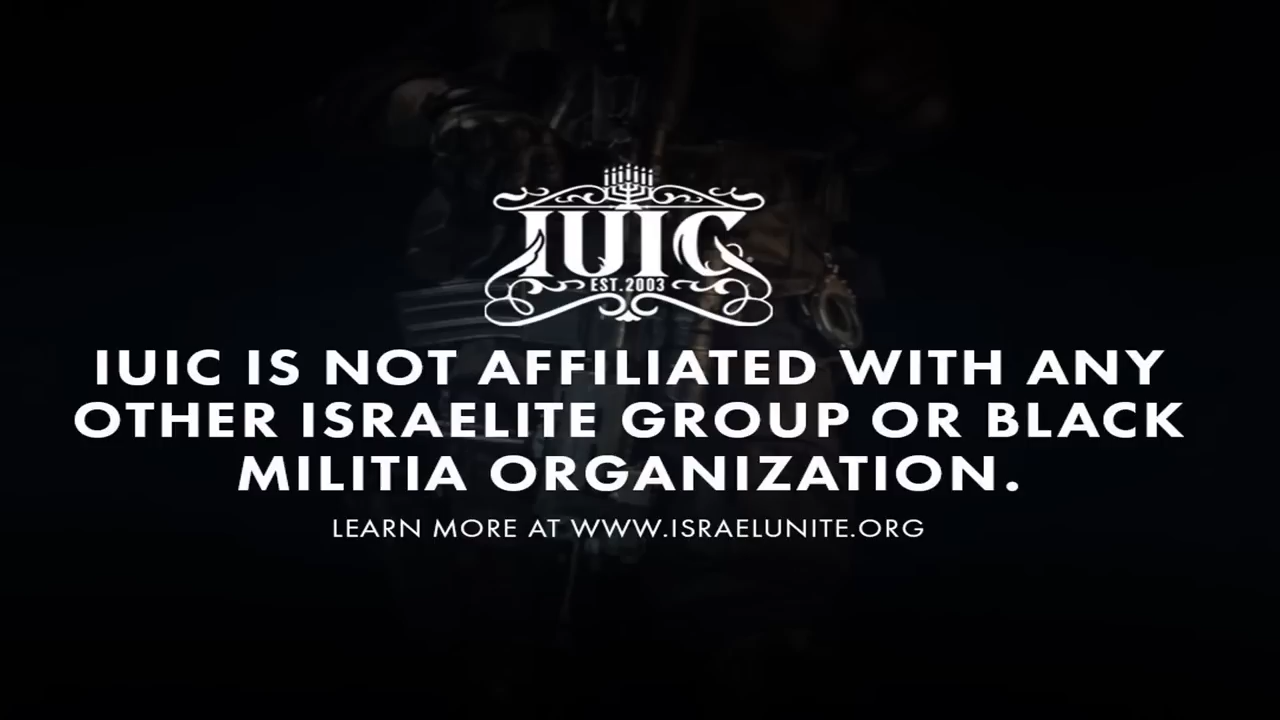 IUIC
EST.2003
IUIC IS NOT AFFILIATED WITH ANY
OTHER ISRAELITE GROUP OR BLACK
MILITIA ORGANIZATION.
LEARN MORE AT WWW.ISRAELUNITE.ORG